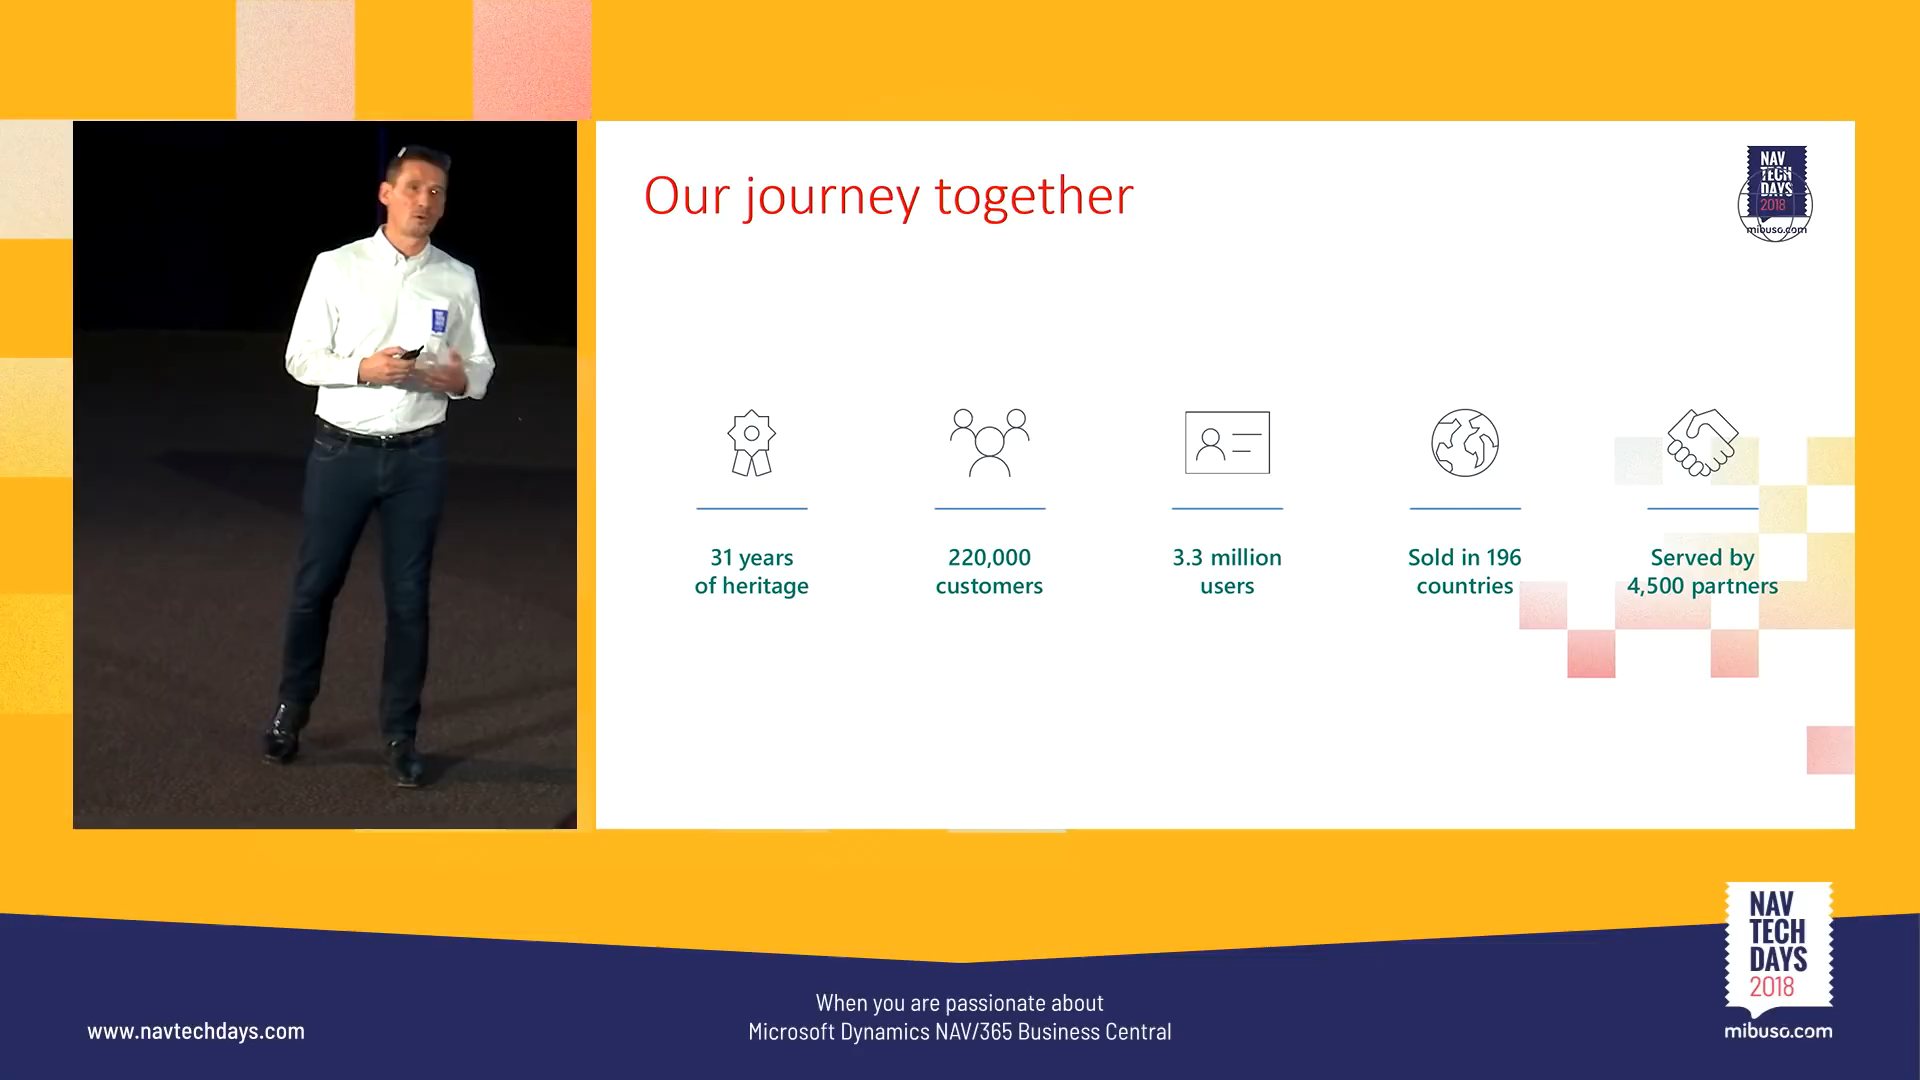 Our journey together
NAV
TECH
DAYS
2018
mibuso.com
31 years
of heritage
220,000
customers
3.3 million
users
Sold in 196
countries
Served by
4,500 partners
NAV
TECH
DAYS
2018
mibuso.com
When you are passionate about
Microsoft Dynamics NAV/365 Business Central
www.navtechdays.com